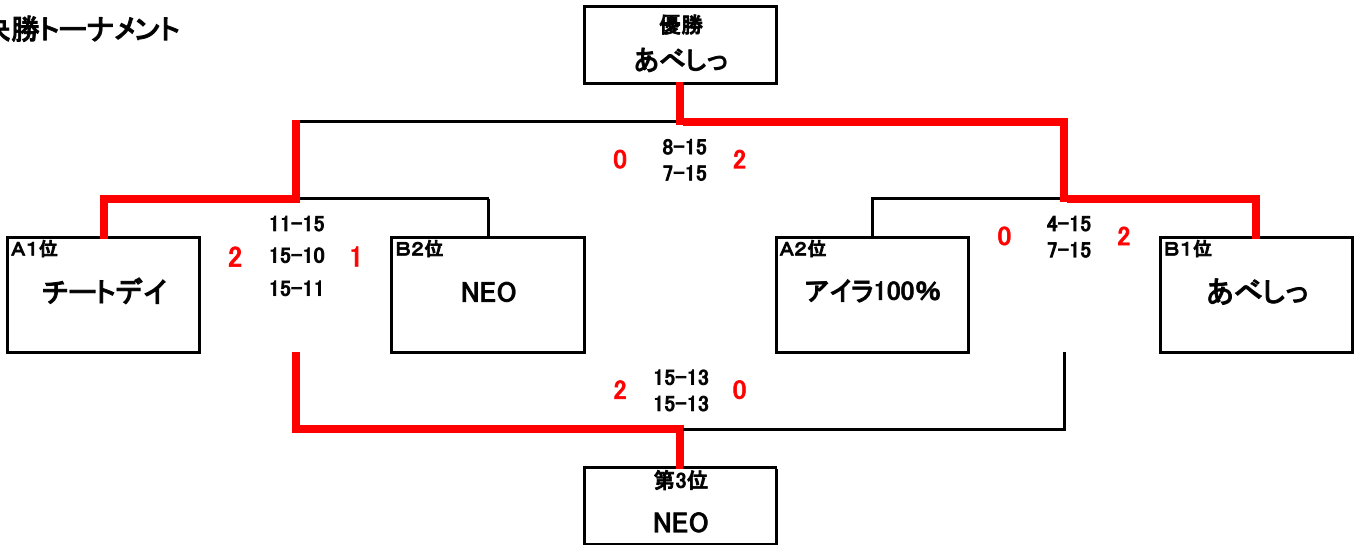 決勝トーナメント
優勝
あべしっ
0 8-15 2
7-15
A1位
チートデイ
2 11-15 1
15-10
15-11
B2位
NEO
A2位
アイラ100%
0 4-15 2
7-15
B1位
あべしっ
2 15-13 0
15-13
第3位
NEO